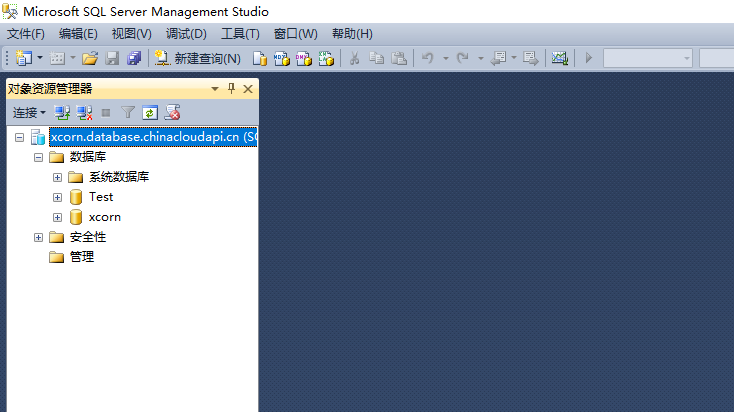 Microsoft SQL Server Management Studio
文件(F) 编辑(E) 视图(V) 调试(D) 工具(T) 窗口(W) 帮助(H)
新建查询(N)
对象资源管理器
连接
xcorn.database.chinacloudapi.cn (SQ
数据库
系统数据库
Test
xcorn
安全性
管理